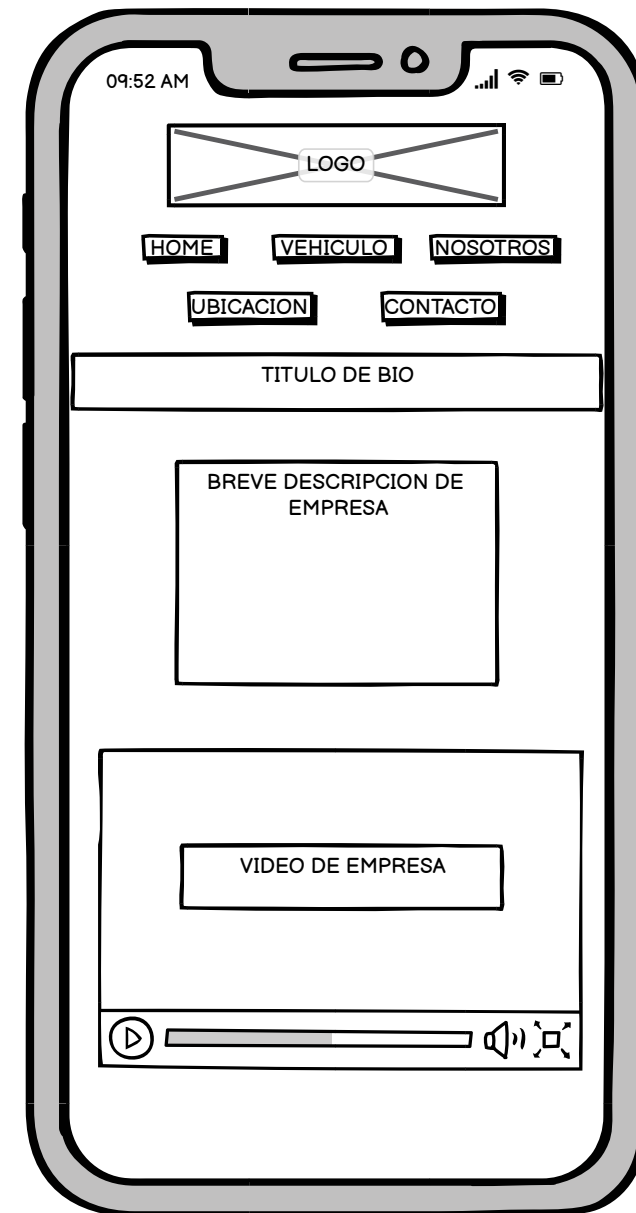 09:52 AM
LOGO
HOME VEHICULO NOSOTROS
UBICACION CONTACTO
TITULO DE BIO
BREVE DESCRIPCION DE
EMPRESA
VIDEO DE EMPRESA